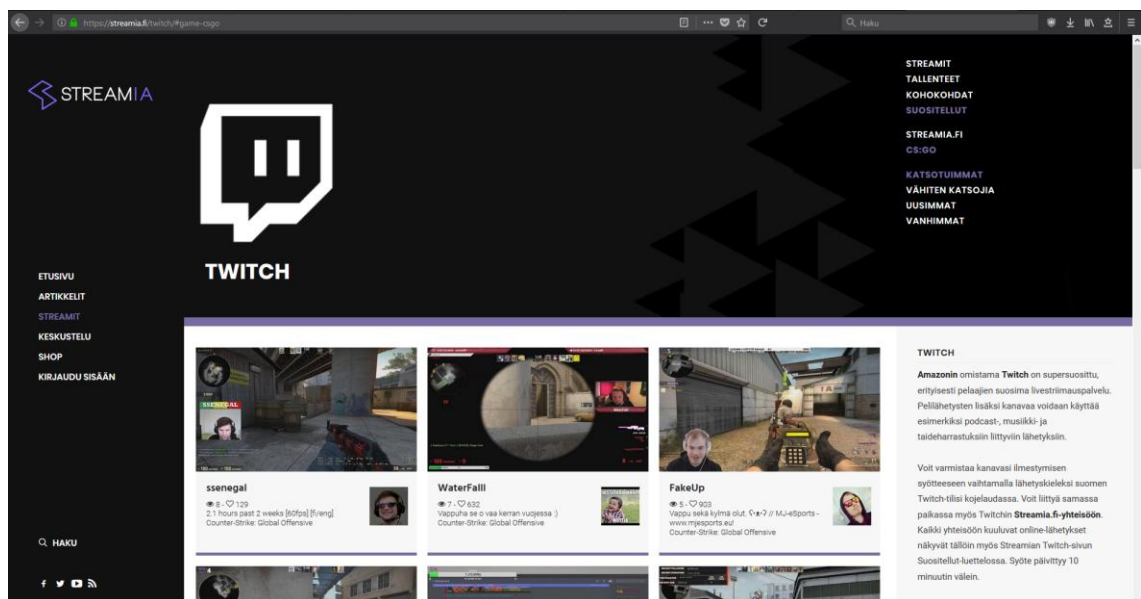 https://streamia.fi/twitch/#game-csgo
Haku
STREAMIA
STREAMIT
TALLENTEET
KOHOKOHDAT
SUOSITELLUT
STREAMIA.FI
CS:GO
KATSOTUIMMAT
VÄHITEN KATSOJIA
UUSIMMAT
VANHIMMAT
TWITCH
ETUSIVU
ARTIKKELIT
STREAMIT
KESKUSTELU
SHOP
KIRJAUDU SISÄÄN
HAKU
SSENEGAL
ssenegal
8 - 129
2.1 hours past 2 weeks [60fps] [fi/eng]
Counter-Strike: Global Offensive
WaterFalll
7 - 632
Vappuha se o vaa kerran vuojessa :)
Counter-Strike: Global Offensive
FakeUp
5 - 903
Vappu sekä kylmä olut. ʕ•ᴥ•ʔ // MJ-eSports -
www.mjesports.eu!
Counter-Strike: Global Offensive
TWITCH
Amazonin omistama Twitch on supersuosittu,
erityisesti pelaajien suosima livestriimauspalvelu.
Pelilähetysten lisäksi kanavaa voidaan käyttää
esimerkiksi podcast-, musiikki- ja
taideharrastuksiin liittyviin lähetyksiin.
Voit varmistaa kanavasi ilmestymisen
syötteeseen vaihtamalla lähetyskieleksi suomen
Twitch-tilisi kojelaudassa. Voit liittyä samassa
paikassa myös Twitchin Streamia.fi-yhteisöön.
Kaikki yhteisöön kuuluvat online-lähetykset
näkyvät tällöin myös Streamian Twitch-sivun
Suositellut-luettelossa. Syöte päivittyy 10
minuutin välein.